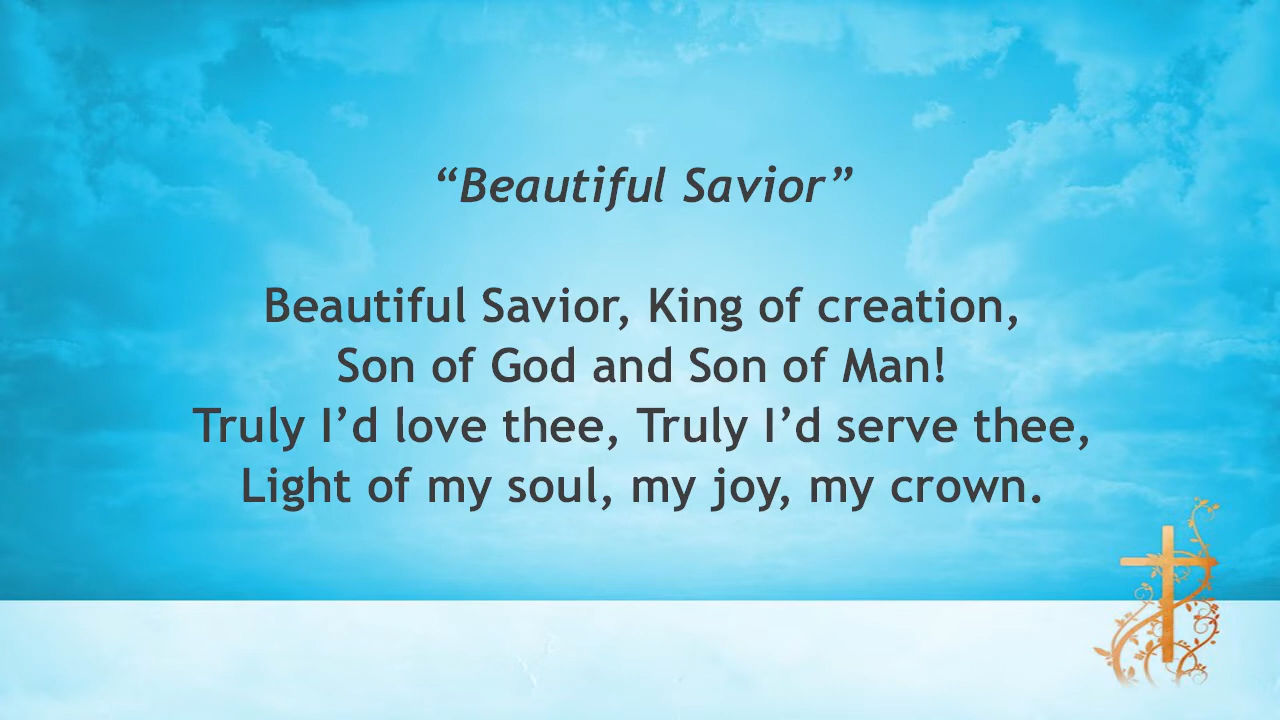 “Beautiful Savior”
Beautiful Savior, King of creation,
Son of God and Son of Man!
Truly I’d love thee, Truly I’d serve thee,
Light of my soul, my joy, my crown.